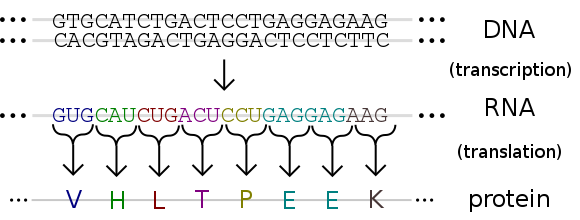 ... GTGCATCTGACTCCTGAGGAGAAG ... DNA
... CACGTAGACTGAGGACTCCTCTTC ...
(transcription)
... GUGCAUCUGACUCCUGAGGAGAAG ... RNA
(translation)
... V H L T P E E K ... protein